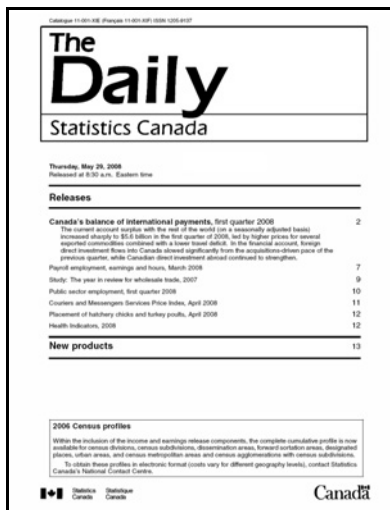 Catalogue 11-001-XIE (Français 11-001-XIF) ISSN 1205-9137
The
Daily
Statistics Canada
Thursday, May 29, 2008
Released at 8:30 a.m. Eastern time
Releases
Canada's balance of international payments, first quarter 2008 2
The current account surplus with the rest of the world (on a seasonally adjusted basis)
increased sharply to $5.6 billion in the first quarter of 2008, led by higher prices for several
exported commodities combined with a lower travel deficit. In the financial account, foreign
direct investment flows into Canada slowed significantly from the acquisitions-driven pace of the
previous quarter, while Canadian direct investment abroad continued to strengthen.
Payroll employment, earnings and hours, March 2008 7
Study: The year in review for wholesale trade, 2007 9
Public sector employment, first quarter 2008 10
Couriers and Messengers Services Price Index, April 2008 11
Placement of hatchery chicks and turkey poults, April 2008 12
Health Indicators, 2008 12
New products 13
2006 Census profiles
Within the inclusion of the income and earnings release components, the complete cumulative profile is now
available for census divisions, census subdivisions, dissemination areas, forward sortation areas, designated
places, urban areas, and census metropolitan areas and census agglomerations with census subdivisions.
To obtain these profiles in electronic format (costs vary for different geography levels), contact Statistics
Canada's National Contact Centre.
Statistics Canada Statistique Canada
Canada